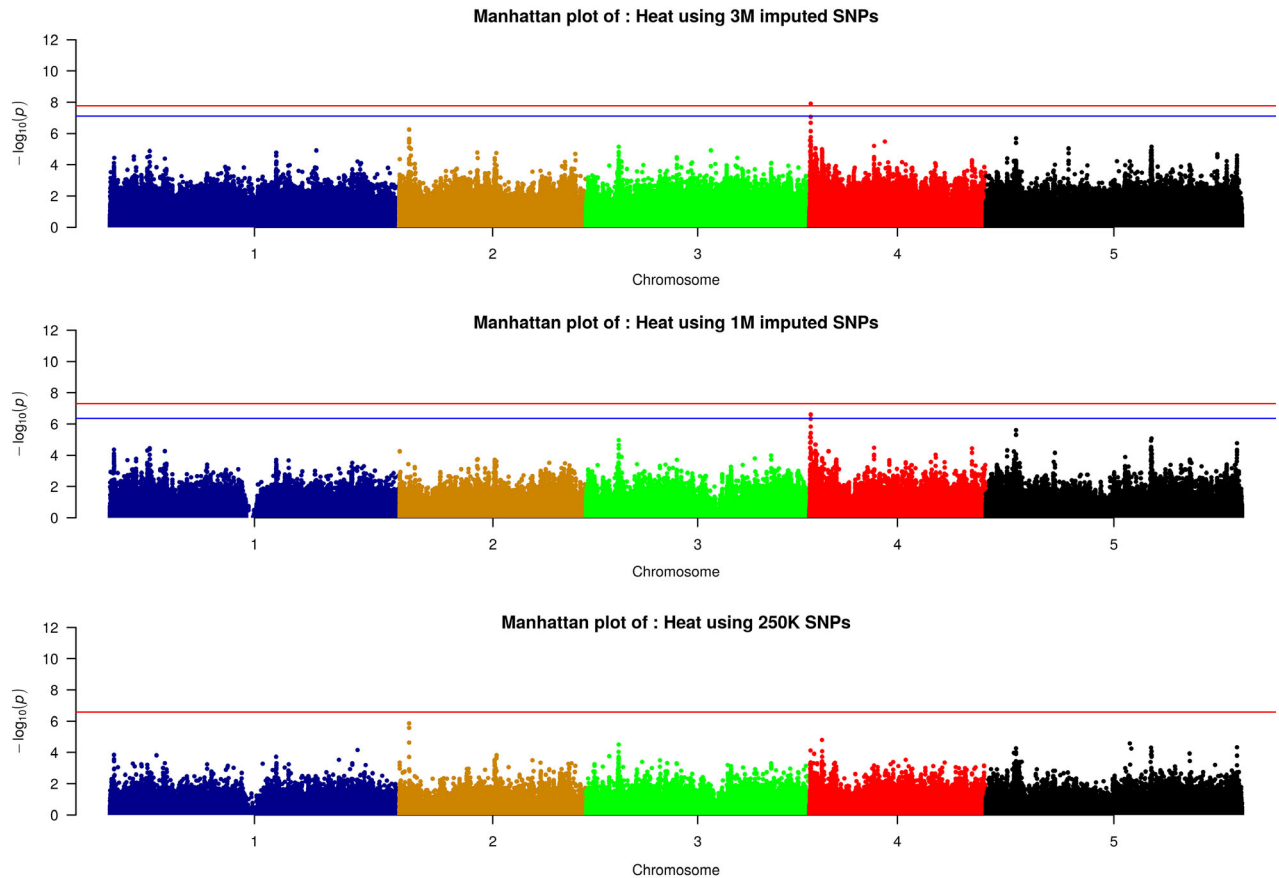 Manhattan plot of : Heat using 3M imputed SNPs
12
10
8
6
4
2
0
−log10(p)
1 2 3 4 5
Chromosome
Manhattan plot of : Heat using 1M imputed SNPs
12
10
8
6
4
2
0
−log10(p)
1 2 3 4 5
Chromosome
Manhattan plot of : Heat using 250K SNPs
12
10
8
6
4
2
0
−log10(p)
1 2 3 4 5
Chromosome